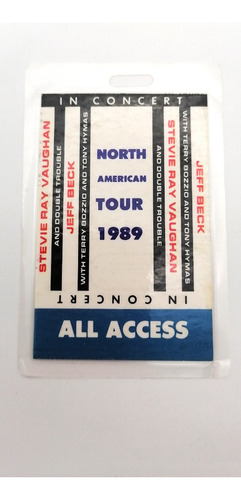 IN CONCERT
STEVIE RAY VAUGHAN
AND DOUBLE TROUBLE
JEFF BECK
WITH TERRY BOZZIO AND TONY HYMAS
NORTH
AMERICAN
TOUR
1989
JEFF BECK
WITH TERRY BOZZIO AND TONY HYMAS
STEVIE RAY VAUGHAN
AND DOUBLE TROUBLE
IN CONCERT
ALL ACCESS